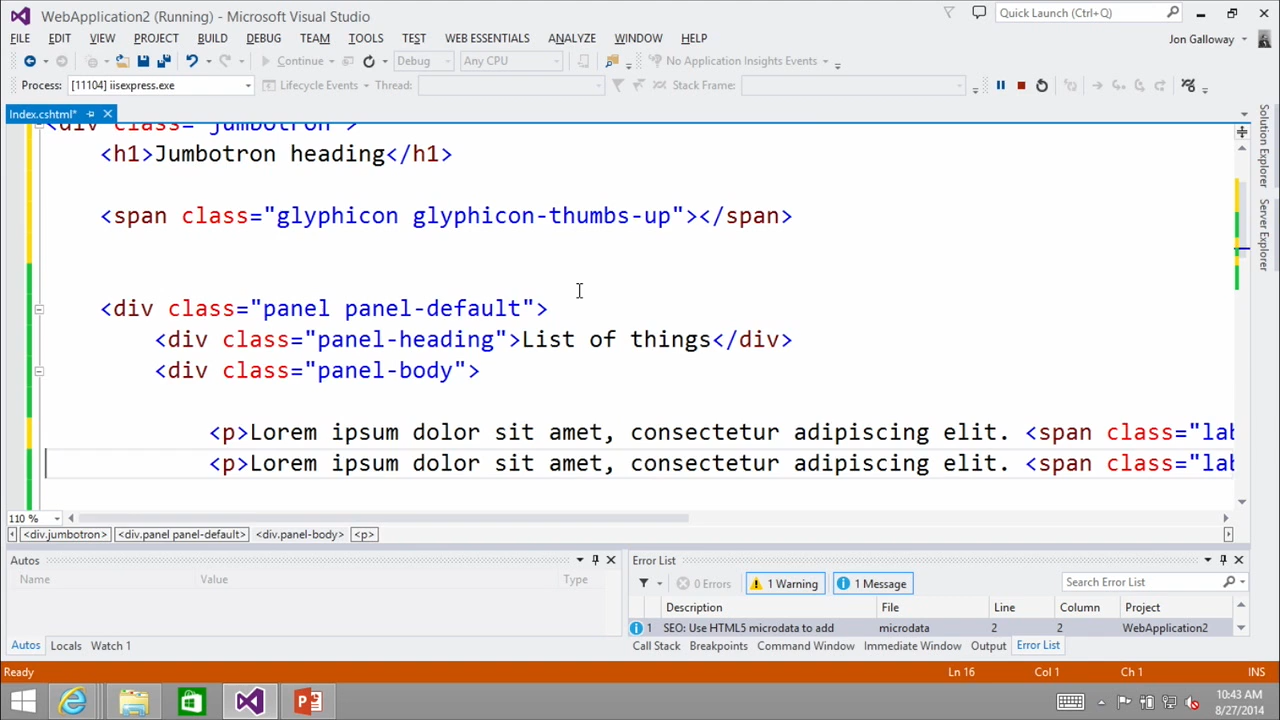 WebApplication2 (Running) - Microsoft Visual Studio
Quick Launch (Ctrl+Q)
FILE EDIT VIEW PROJECT BUILD DEBUG TEAM TOOLS TEST WEB ESSENTIALS ANALYZE WINDOW HELP
Jon Galloway
Continue Debug Any CPU No Application Insights Events
Process: [11104] iisexpress.exe Lifecycle Events Thread: Stack Frame:
Index.cshtml*
<div class="jumbotron">
<h1>Jumbotron heading</h1>
<span class="glyphicon glyphicon-thumbs-up"></span>
<div class="panel panel-default">
<div class="panel-heading">List of things</div>
<div class="panel-body">
<p>Lorem ipsum dolor sit amet, consectetur adipiscing elit. <span class="lab
<p>Lorem ipsum dolor sit amet, consectetur adipiscing elit. <span class="lab
Solution Explorer
Server Explorer
110 %
<div.jumbotron> <div.panel panel-default> <div.panel-body> <p>
Autos
Name Value Type
Autos Locals Watch 1
Error List
0 Errors 1 Warning 1 Message Search Error List
Description File Line Column Project
1 SEO: Use HTML5 microdata to add microdata 2 2 WebApplication2
Call Stack Breakpoints Command Window Immediate Window Output Error List
Ready Ln 16 Col 1 Ch 1 INS
10:43 AM
8/27/2014